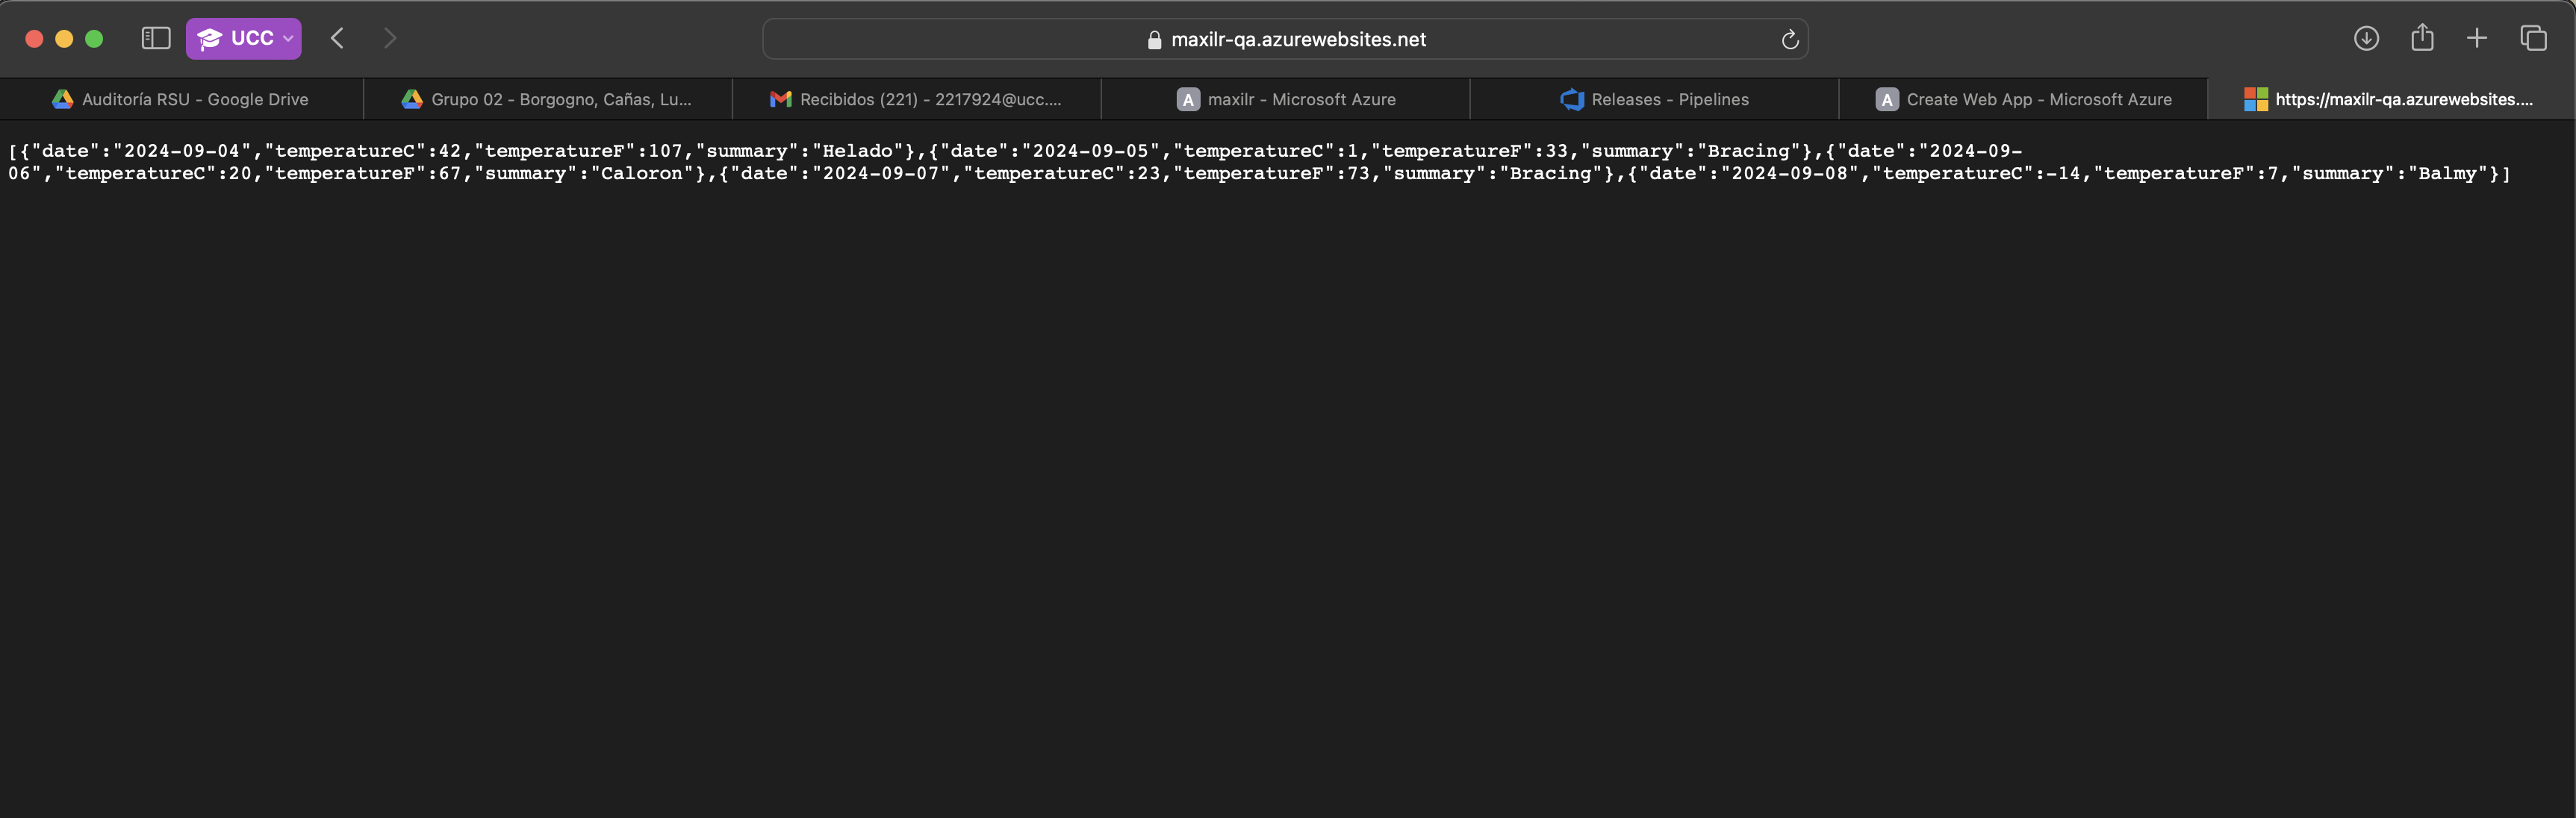 UCC
maxilr-qa.azurewebsites.net
Auditoría RSU - Google Drive
Grupo 02 - Borgogno, Cañas, Lu...
Recibidos (221) - 2217924@ucc....
A maxilr - Microsoft Azure
Releases - Pipelines
A Create Web App - Microsoft Azure
https://maxilr-qa.azurewebsites....
[{"date":"2024-09-04","temperatureC":42,"temperatureF":107,"summary":"Helado"},{"date":"2024-09-05","temperatureC":1,"temperatureF":33,"summary":"Bracing"},{"date":"2024-09-
06","temperatureC":20,"temperatureF":67,"summary":"Caloron"},{"date":"2024-09-07","temperatureC":23,"temperatureF":73,"summary":"Bracing"},{"date":"2024-09-08","temperatureC":-14,"temperatureF":7,"summary":"Balmy"}]